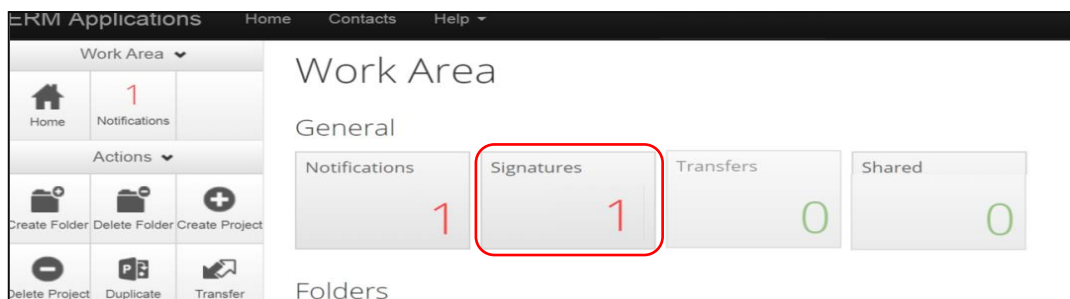 ERM Applications Home Contacts Help
Work Area
Home
1
Notifications
Actions
Create Folder Delete Folder Create Project
Delete Project Duplicate Transfer
Work Area
General
Notifications
1
Signatures
1
Transfers
0
Shared
0
Folders